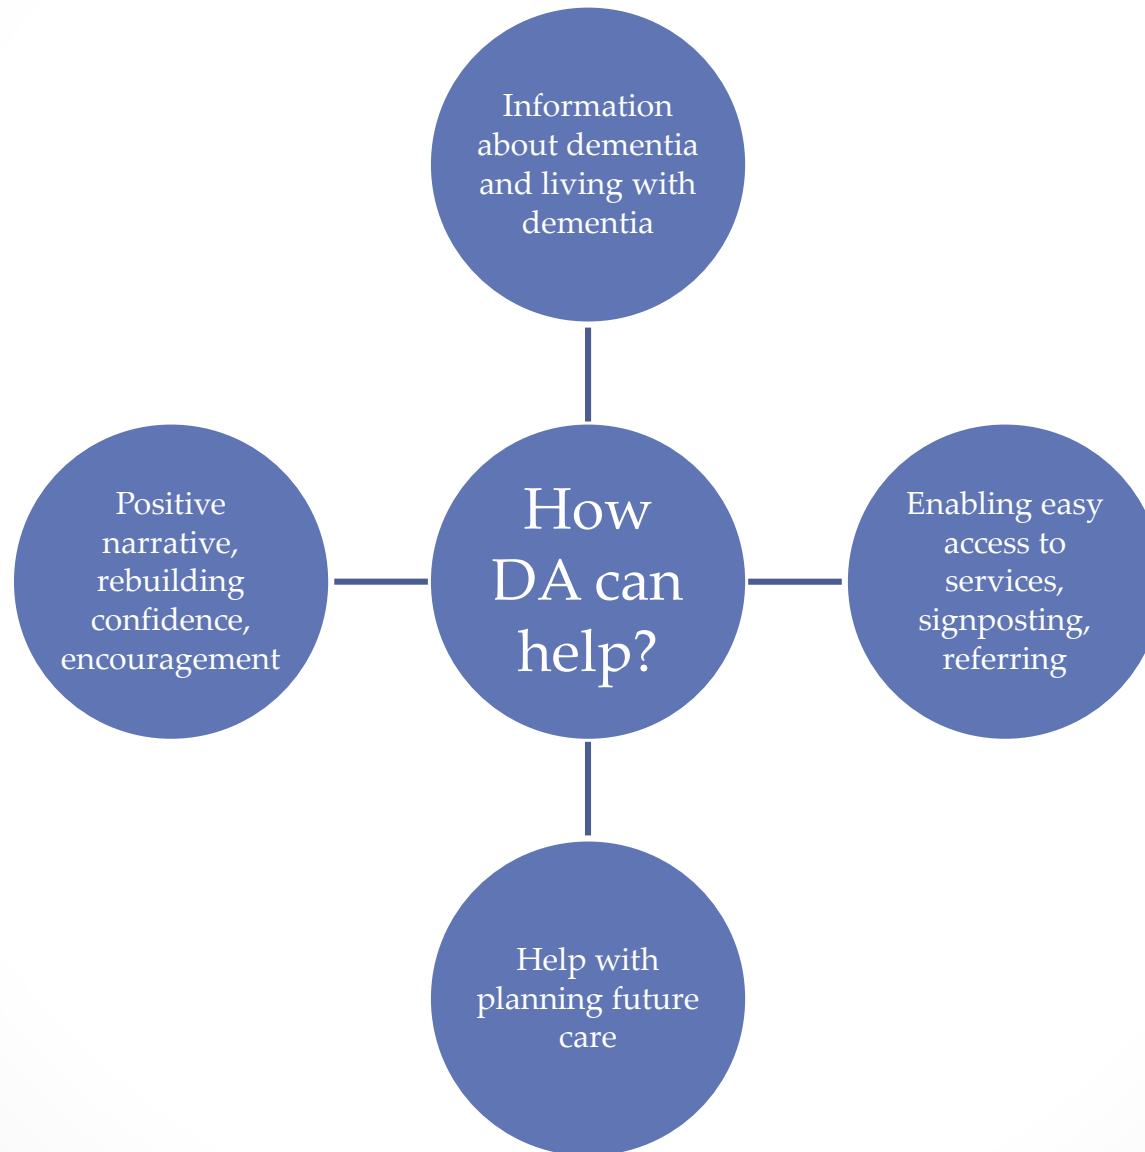 Information
about dementia
and living with
dementia
Positive
narrative,
rebuilding
confidence,
encouragement
How
DA can
help?
Enabling easy
access to
services,
signposting,
referring
Help with
planning future
care